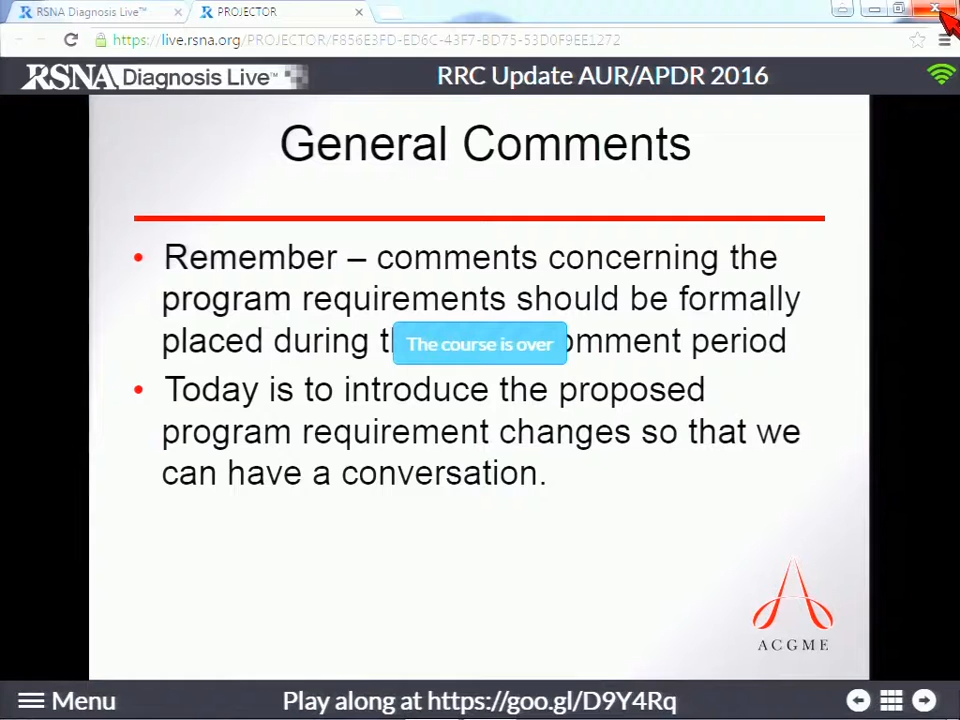 RSNA Diagnosis Live™
PROJECTOR
https://live.rsna.org/PROJECTOR/F856E3FD-ED6C-43F7-BD75-53D0F9EE1272
RSNA Diagnosis Live™
RRC Update AUR/APDR 2016
General Comments
• Remember – comments concerning the
program requirements should be formally
placed during
The course is over
comment period
• Today is to introduce the proposed
program requirement changes so that we
can have a conversation.
ACGME
Menu
Play along at https://goo.gl/D9Y4Rq